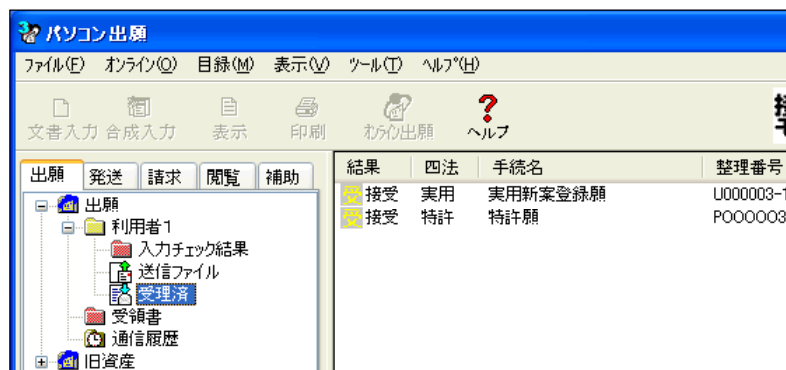 パソコン出願
ファイル(F) オンライン(O) 目録(M) 表示(V) ツール(T) ヘルプ(H)
文書入力 合成入力 表示 印刷 オンライン出願 ヘルプ
出願 発送 請求 閲覧 補助
出願
利用者1
入力チェック結果
送信ファイル
受理済
受領書
通信履歴
旧資産
結果 四法 手続名 整理番号
受 接受 実用 実用新案登録願 U000003-1
受 接受 特許 特許願 PO00003